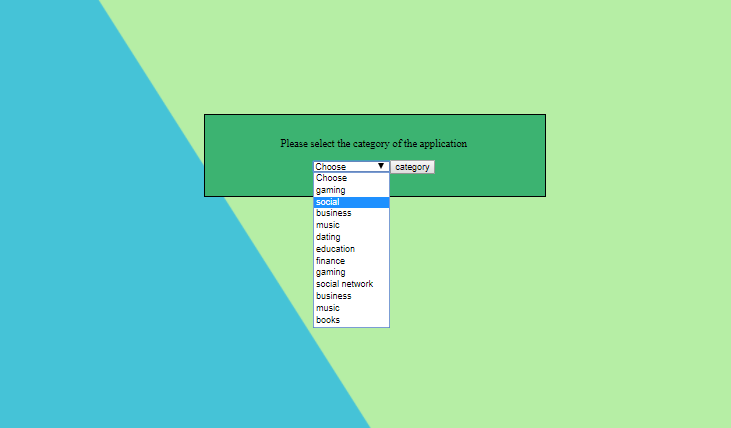 Please select the category of the application
Choose ▼ category
Choose
gaming
social
business
music
dating
education
finance
gaming
social network
business
music
books